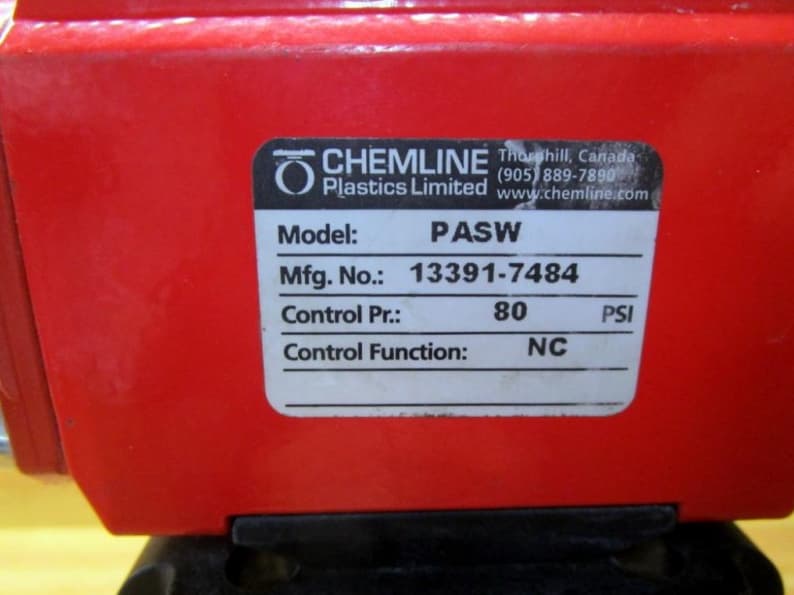 CHEMLINE
Plastics Limited
Thornhill, Canada
(905) 889-7890
www.chemline.com
Model: PASW
Mfg. No.: 13391-7484
Control Pr.: 80 PSI
Control Function: NC